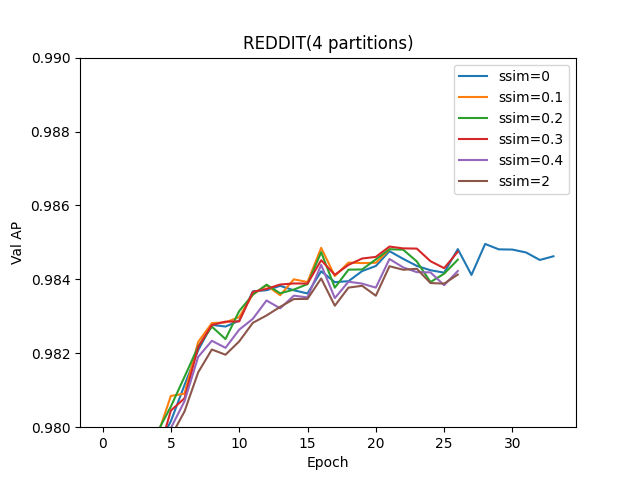 REDDIT(4 partitions)
0.990
0.988
0.986
0.984
0.982
0.980
Val AP
ssim=0
ssim=0.1
ssim=0.2
ssim=0.3
ssim=0.4
ssim=2
0 5 10 15 20 25 30
Epoch